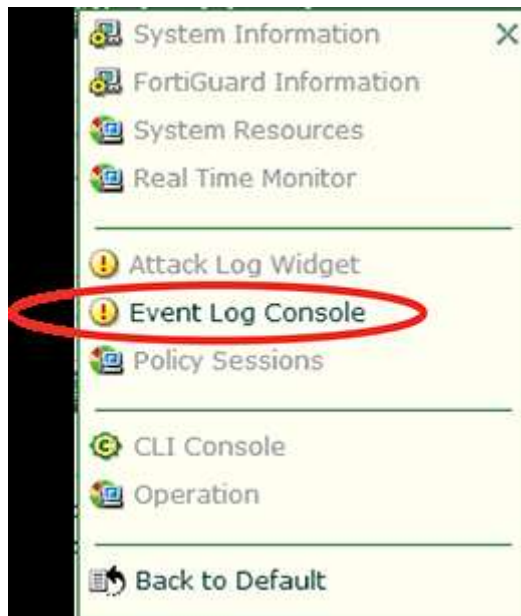 System Information
FortiGuard Information
System Resources
Real Time Monitor
Attack Log Widget
Event Log Console
Policy Sessions
CLI Console
Operation
Back to Default